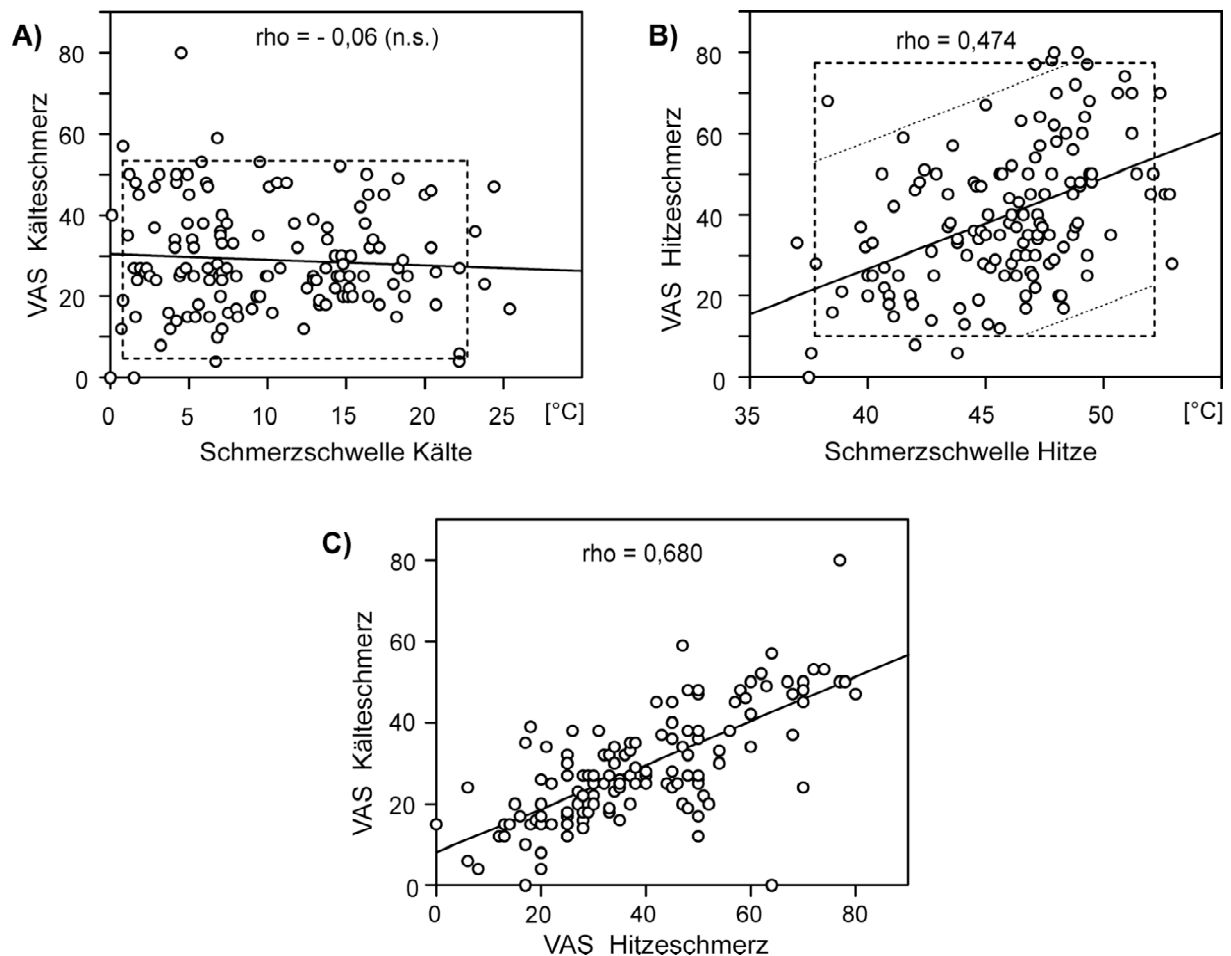 A)
rho = - 0,06 (n.s.)
VAS Kälteschmerz
80
60
40
20
0
0 5 10 15 20 25 [°C]
Schmerzschwelle Kälte
B)
rho = 0,474
VAS Hitzeschmerz
80
60
40
20
0
35 40 45 50 [°C]
Schmerzschwelle Hitze
C)
rho = 0,680
VAS Kälteschmerz
80
60
40
20
0
0 20 40 60 80
VAS Hitzeschmerz